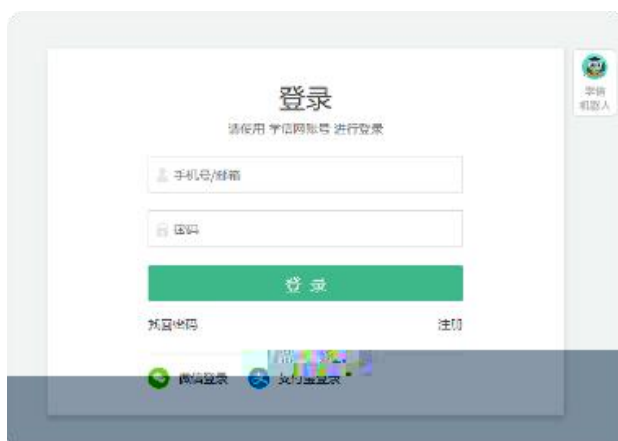 登录
请使用 学信网账号 进行登录
学信
机器人
手机号/邮箱
密码
登 录
找回密码
注册
微信登录
支付宝登录